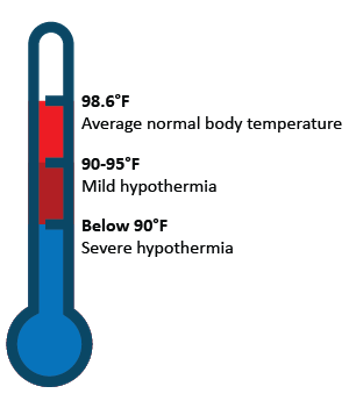 98.6°F
Average normal body temperature
90-95°F
Mild hypothermia
Below 90°F
Severe hypothermia